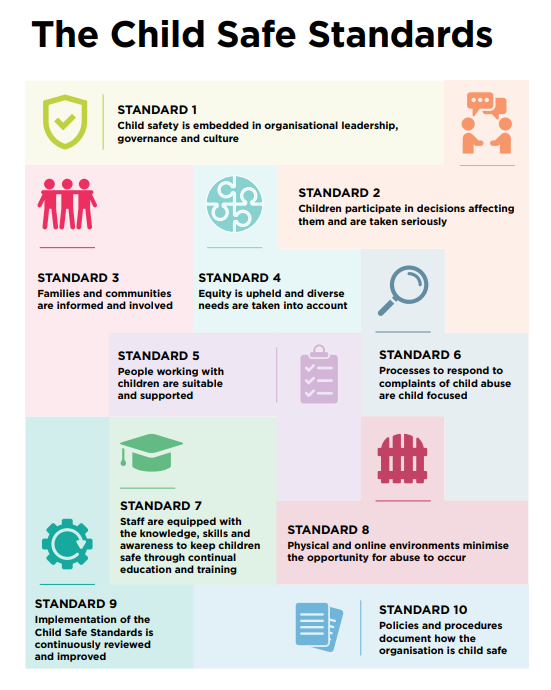 The Child Safe Standards
STANDARD 1
Child safety is embedded in organisational leadership,
governance and culture
STANDARD 2
Children participate in decisions affecting
them and are taken seriously
STANDARD 3
Families and communities
are informed and involved
STANDARD 4
Equity is upheld and diverse
needs are taken into account
STANDARD 5
People working with
children are suitable
and supported
STANDARD 6
Processes to respond to
complaints of child abuse
are child focused
STANDARD 7
Staff are equipped with
the knowledge, skills and
awareness to keep children
safe through continual
education and training
STANDARD 8
Physical and online environments minimise
the opportunity for abuse to occur
STANDARD 9
Implementation of the
Child Safe Standards is
continuously reviewed
and improved
STANDARD 10
Policies and procedures
document how the
organisation is child safe